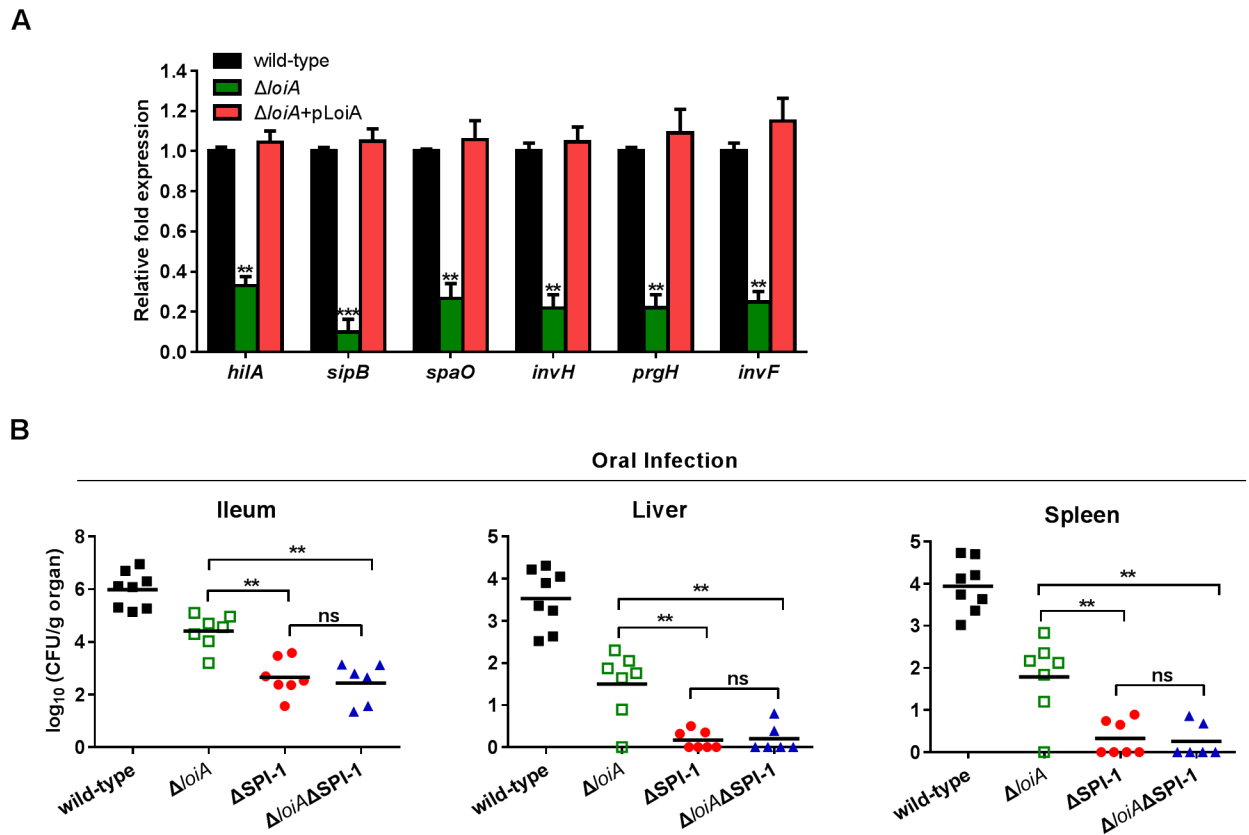 A
wild-type
ΔloiA
ΔloiA+pLoiA
Relative fold expression
1.4
1.2
1.0
0.8
0.6
0.4
0.2
0.0
** *** ** ** ** **
hilA sipB spaO invH prgH invF
B
Oral Infection
Ileum
log10 (CFU/g organ)
8
6
4
2
0
**
**
ns
wild-type ΔloiA ΔSPI-1 ΔloiAΔSPI-1
Liver
5
4
3
2
1
0
**
**
ns
wild-type ΔloiA ΔSPI-1 ΔloiAΔSPI-1
Spleen
5
4
3
2
1
0
**
**
ns
wild-type ΔloiA ΔSPI-1 ΔloiAΔSPI-1